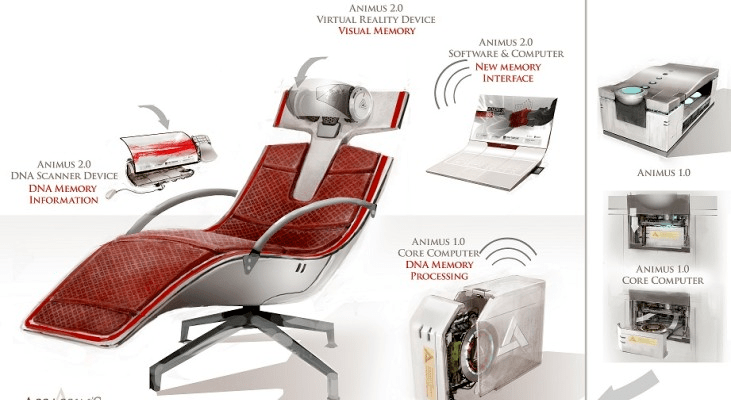 Animus 2.0
Virtual Reality Device
Visual Memory
Animus 2.0
Software & Computer
New memory
Interface
Animus 2.0
DNA Scanner Device
DNA Memory
Information
Animus 1.0
Core Computer
DNA Memory
Processing
Animus 1.0
Animus 1.0
Core Computer